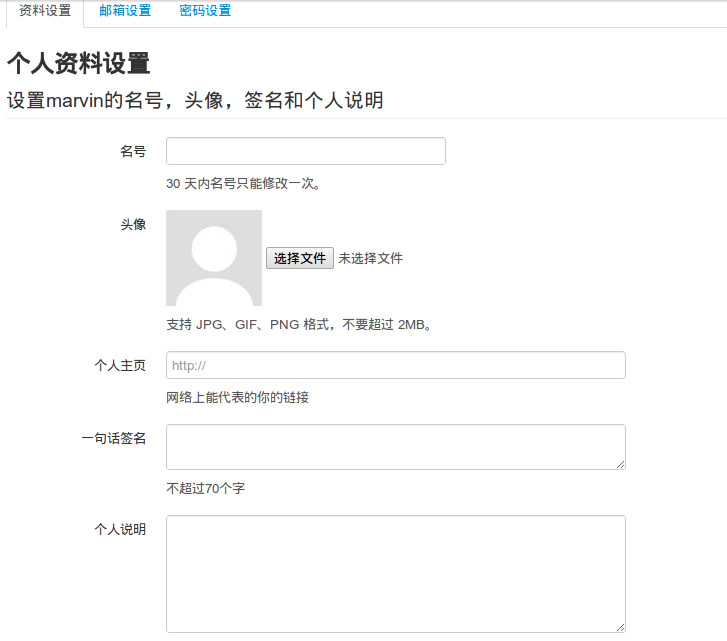 资料设置 邮箱设置 密码设置
个人资料设置
设置marvin的名号，头像，签名和个人说明
名号
30 天内名号只能修改一次。
头像
选择文件 未选择文件
支持 JPG、GIF、PNG 格式，不要超过 2MB。
个人主页 http://
网络上能代表的你的链接
一句话签名
不超过70个字
个人说明